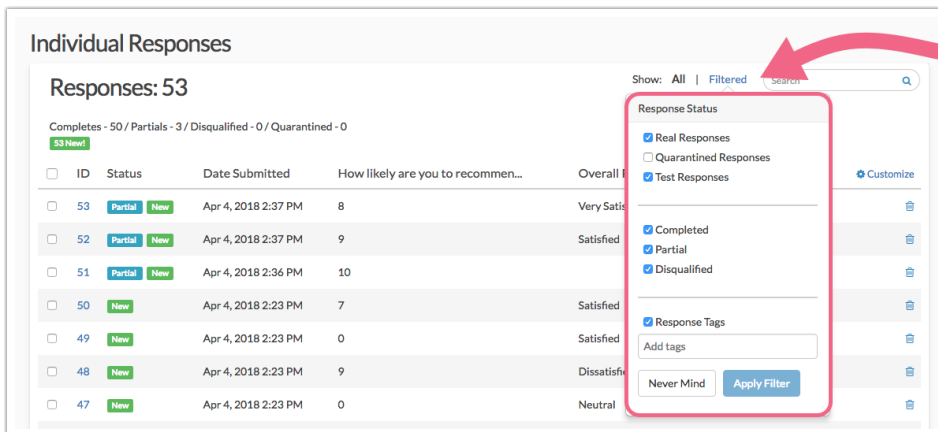 Individual Responses
Responses: 53
Show: All | Filtered
Search
Completes - 50 / Partials - 3 / Disqualified - 0 / Quarantined - 0
53 New!
Response Status
Real Responses
Quarantined Responses
Test Responses
Completed
Partial
Disqualified
Response Tags
Add tags
Never Mind Apply Filter
ID Status Date Submitted How likely are you to recommen... Overall Customize
53 Partial New Apr 4, 2018 2:37 PM 8 Very
52 Partial New Apr 4, 2018 2:37 PM 9 Satisfied
51 Partial New Apr 4, 2018 2:36 PM 10
50 New Apr 4, 2018 2:23 PM 7 Satisfied
49 New Apr 4, 2018 2:23 PM 0 Satisfied
48 New Apr 4, 2018 2:23 PM 9
47 New Apr 4, 2018 2:23 PM 0 Neutral